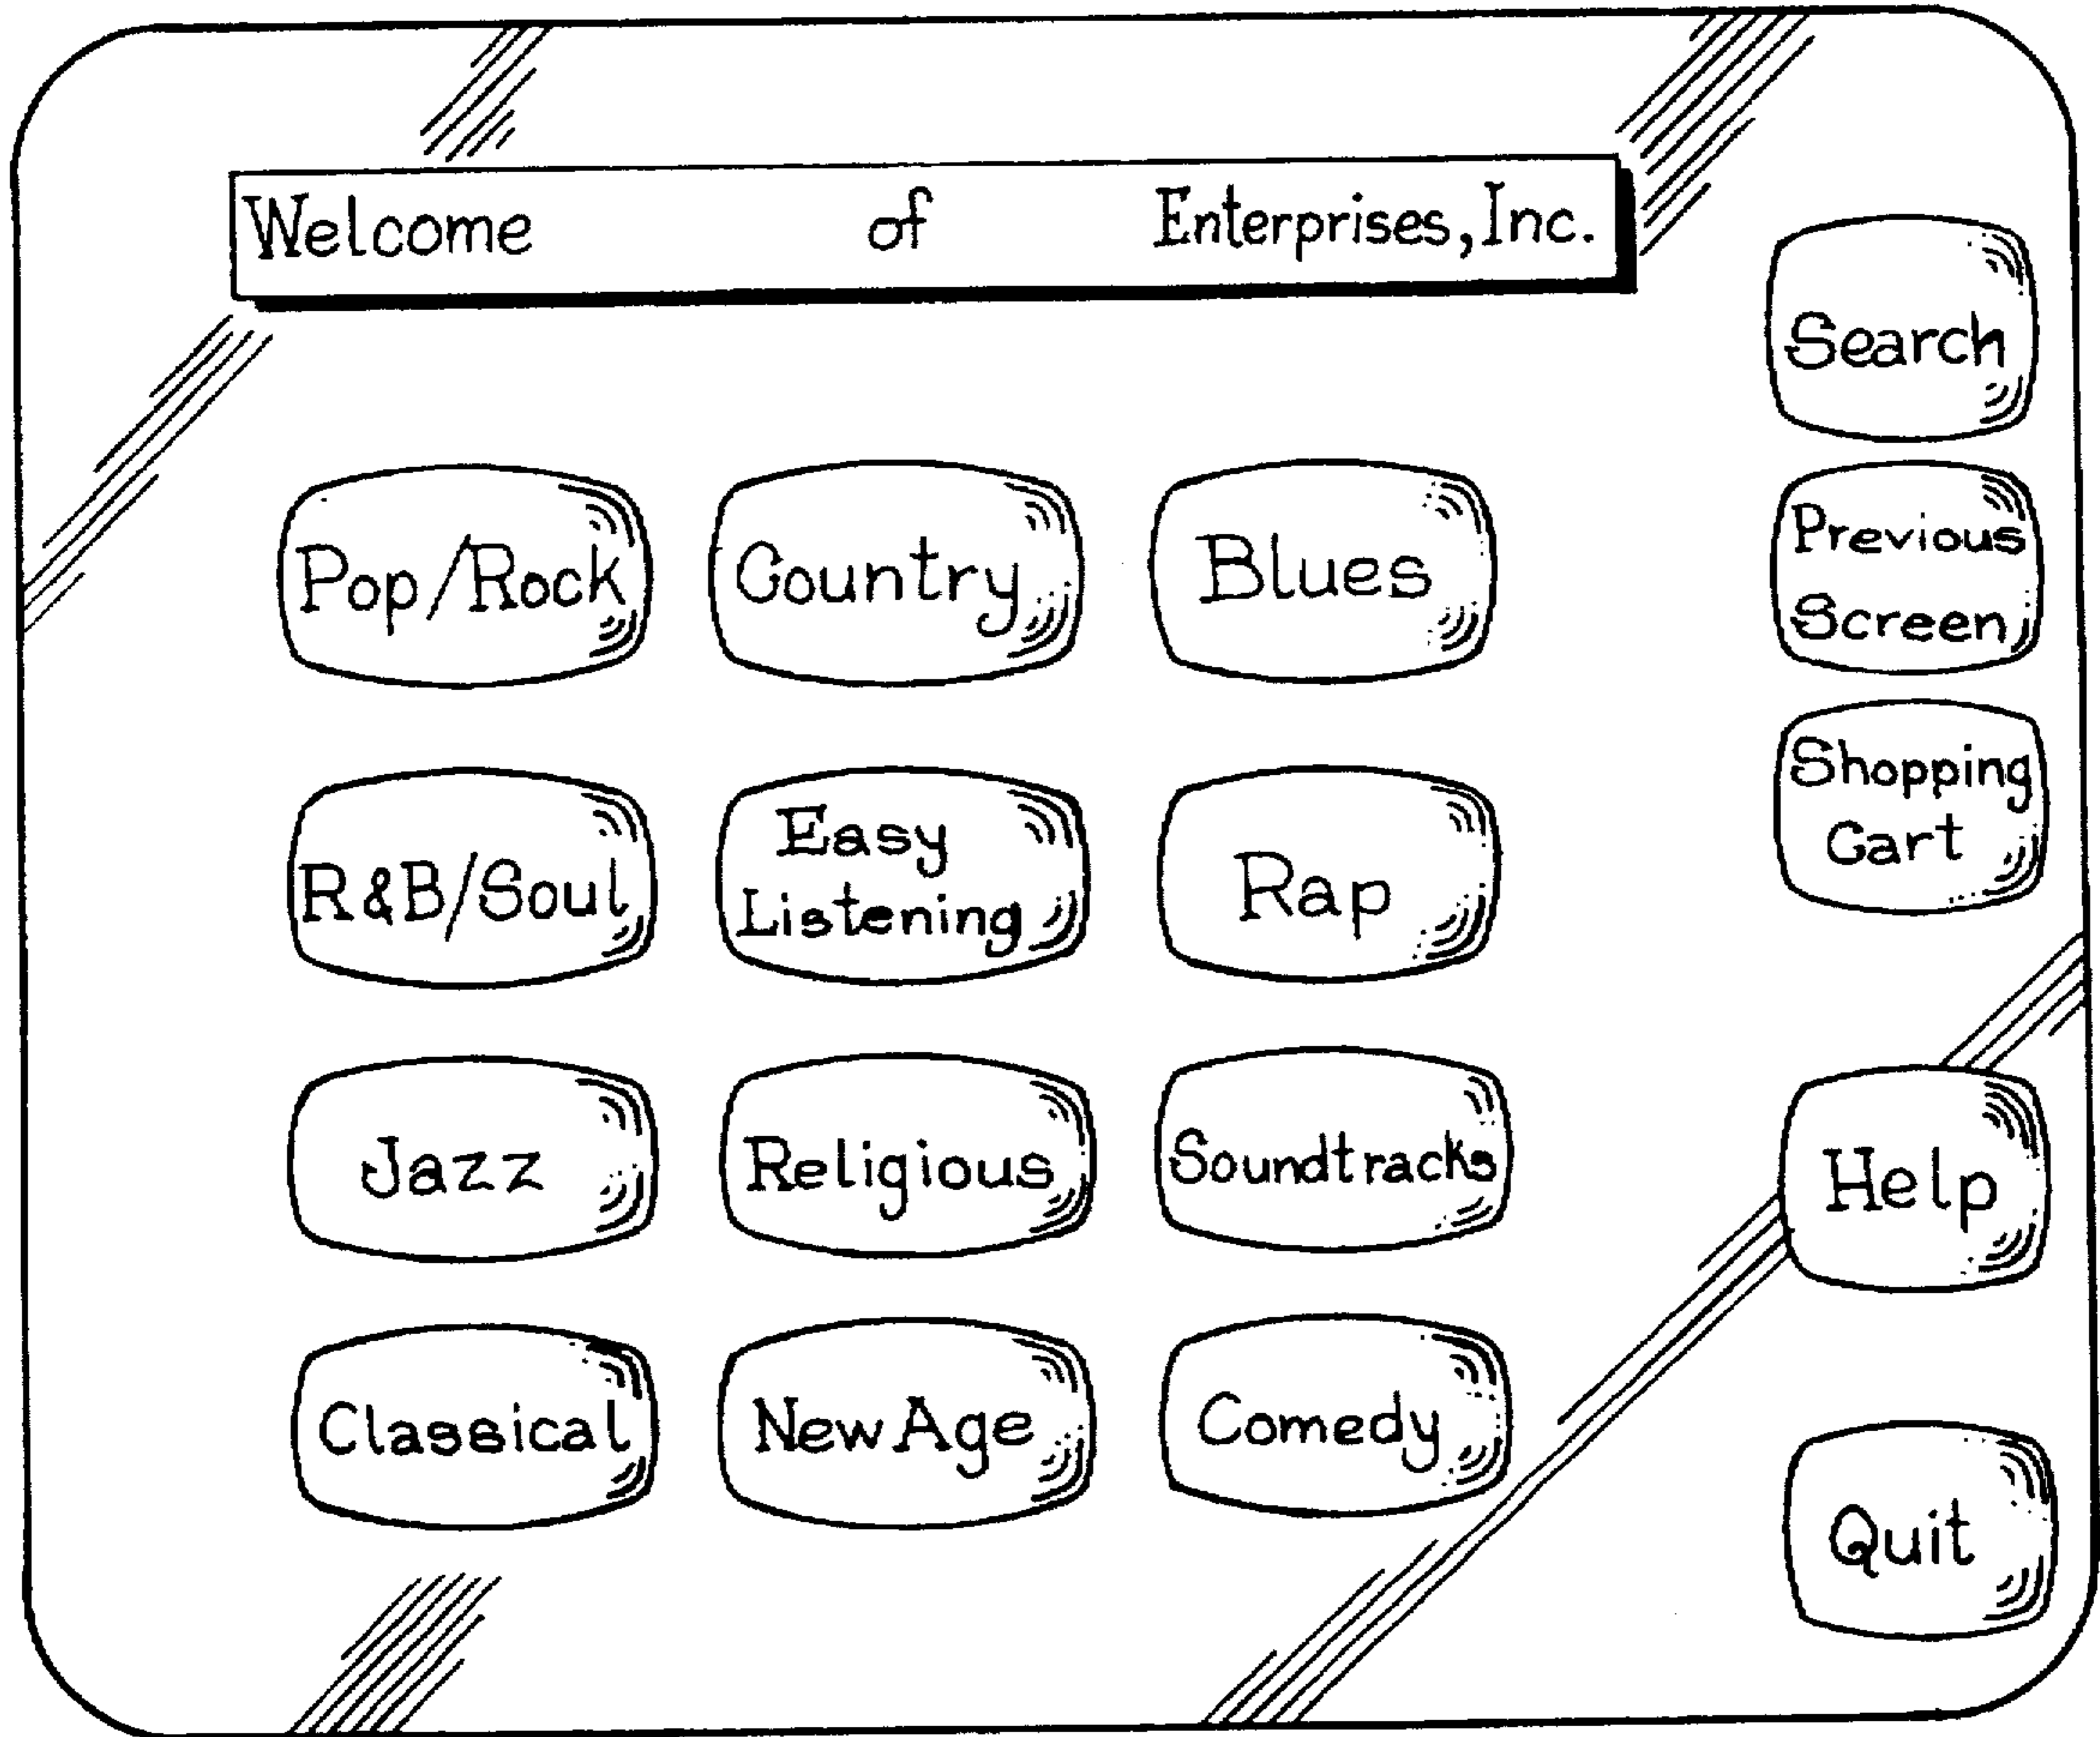 Welcome of Enterprises, Inc.
Search
Pop/Rock Country Blues
Previous
Screen
R&B/Soul
Easy
Listening
Rap
Shopping
Cart
Jazz Religious Soundtracks
Help
Classical New Age Comedy
Quit